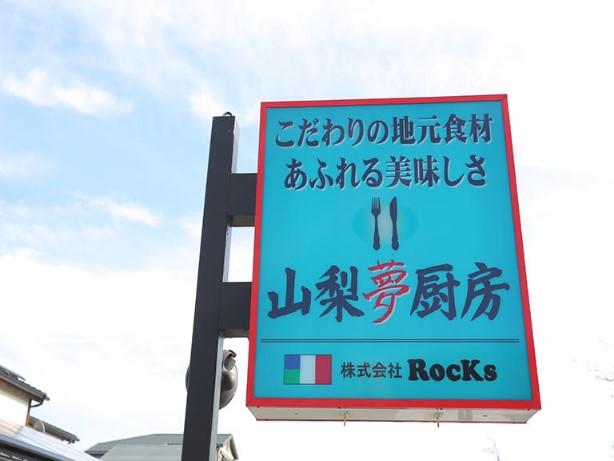 こだわりの地元食材
あふれる美味しさ
山梨夢厨房
株式会社 RocKs